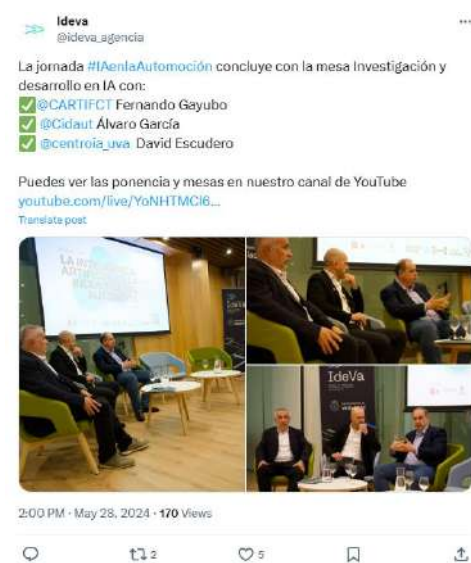 Ideva
@ideva_agencia
La jornada #IAenlaAutomoción concluye con la mesa Investigación y
desarrollo en IA con:
✅@CARTIFCT Fernando Gayubo
✅ @Cidaut Álvaro García
✅ @centroia_uva David Escudero
Puedes ver las ponencia y mesas en nuestro canal de YouTube
youtube.com/live/YoNHTMCl6...
Translate post
LA INTELIGENCIA
IdeVa
2:00 PM · May 28, 2024 · 170 Views
2
5